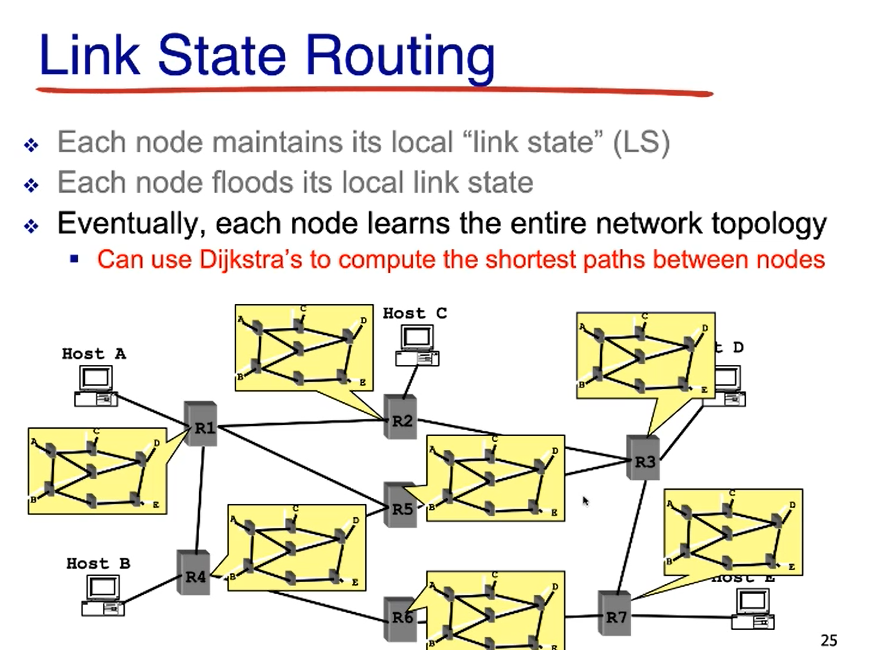 Link State Routing
Each node maintains its local “link state” (LS)
Each node floods its local link state
Eventually, each node learns the entire network topology
Can use Dijkstra’s to compute the shortest paths between nodes
Host C
C
A
D
B
E
C
A
D
B
E
t D
Host A
R1
R2
C
A
D
B
E
C
A
D
B
E
R3
R5
C
A
D
B
E
C
A
D
B
E
Host B
R4
Host E
C
A
D
B
E
R6
R7
25